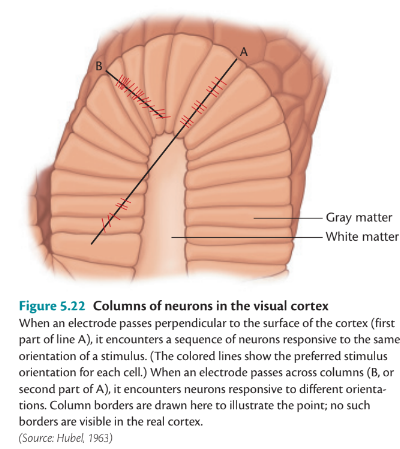 A
B
Gray matter
White matter
Figure 5.22 Columns of neurons in the visual cortex
When an electrode passes perpendicular to the surface of the cortex (first
part of line A), it encounters a sequence of neurons responsive to the same
orientation of a stimulus. (The colored lines show the preferred stimulus
orientation for each cell.) When an electrode passes across columns (B, or
second part of A), it encounters neurons responsive to different orienta-
tions. Column borders are drawn here to illustrate the point; no such
borders are visible in the real cortex.
(Source: Hubel, 1963)